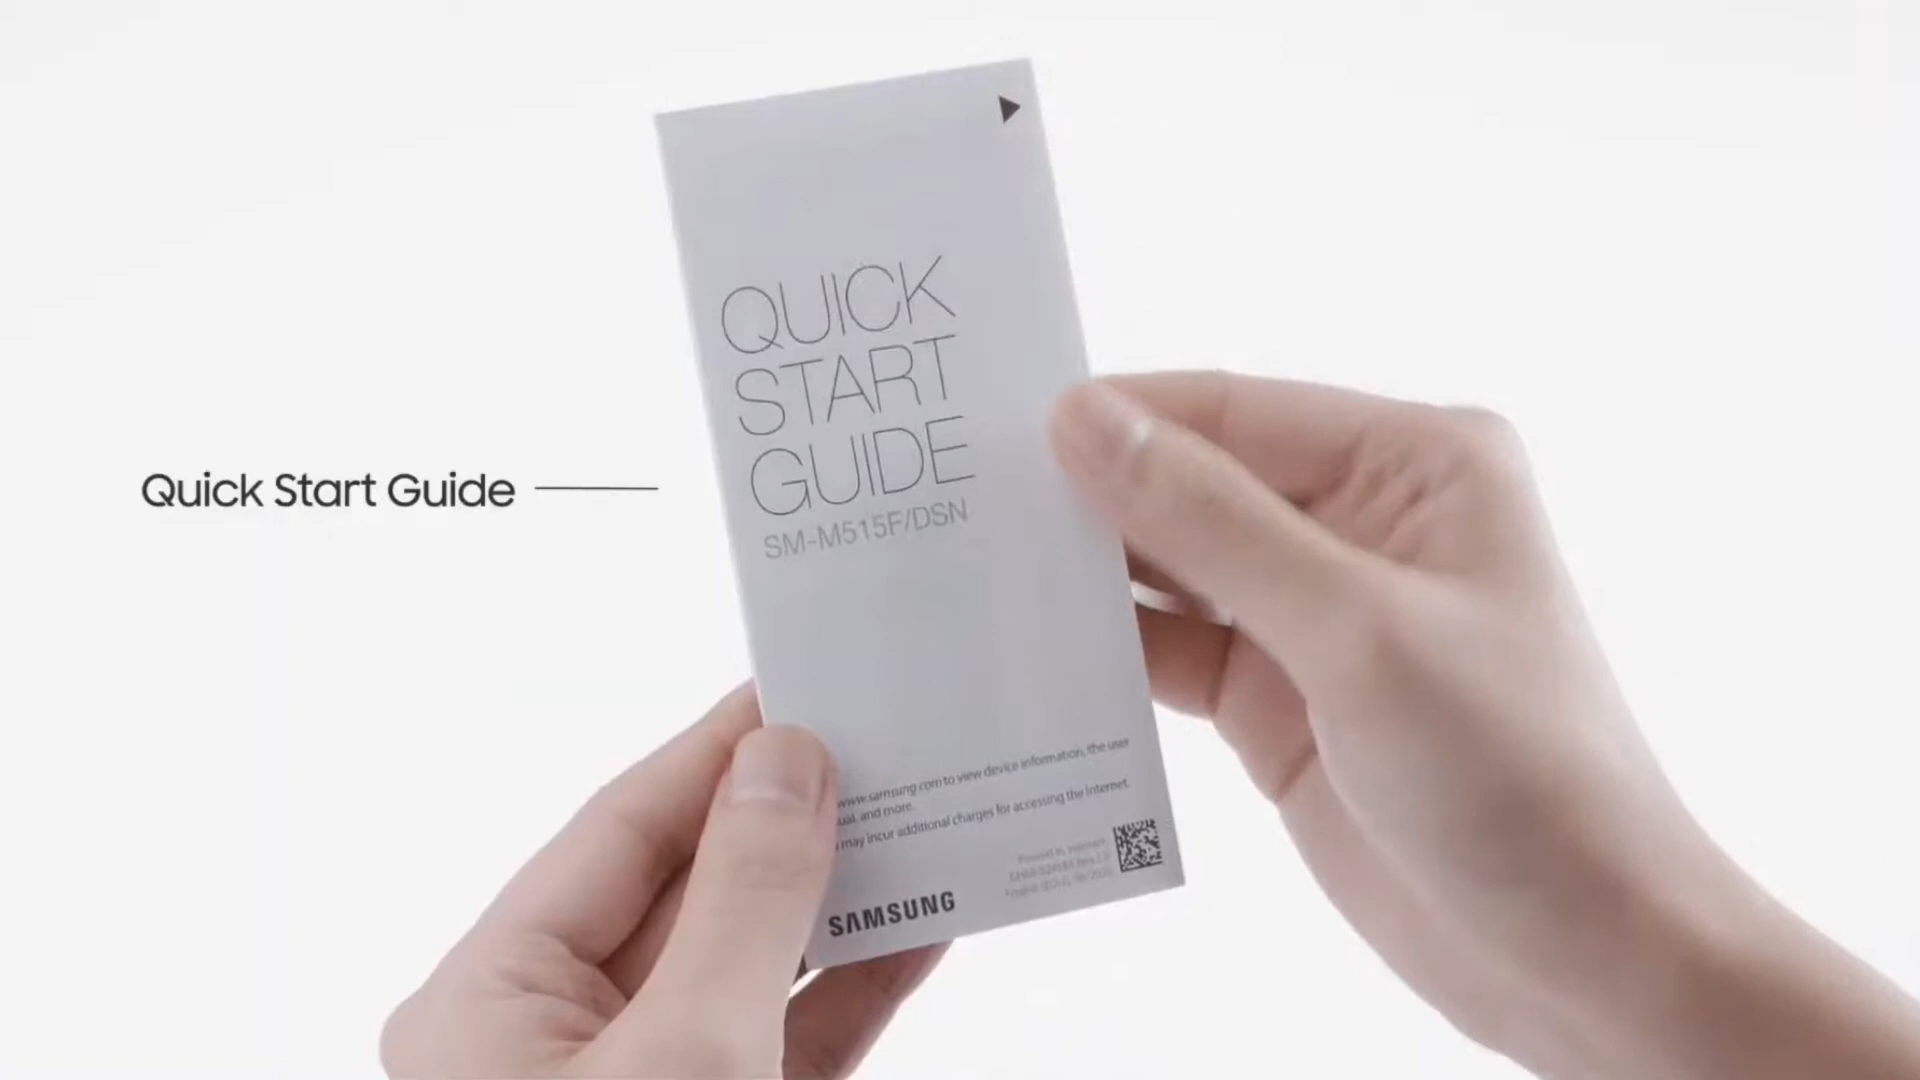 Quick Start Guide
QUICK
START
GUIDE
SM-M515F/DSN
www.samsung.com to view device information, the user
ual, and more.
may incur additional charges for accessing the Internet.
SAMSUNG